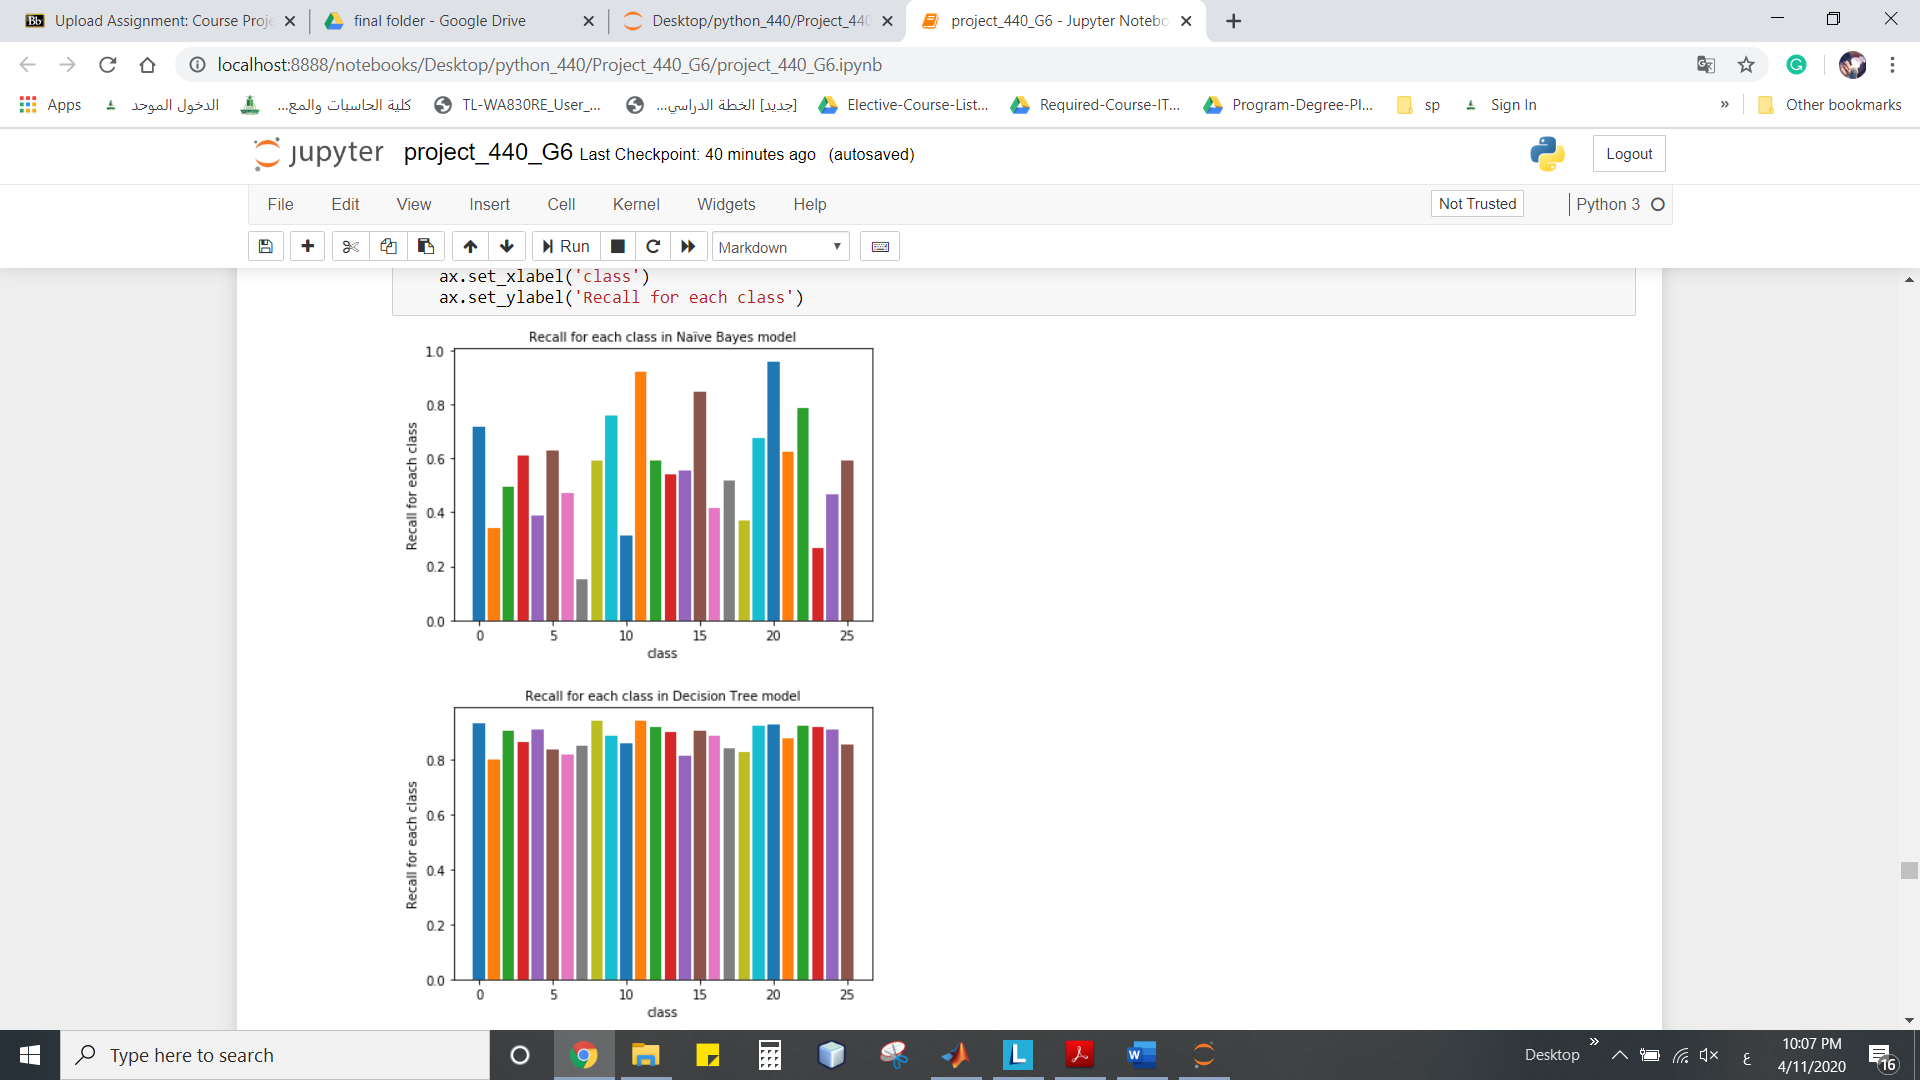 Bb Upload Assignment: Course Proje
final folder - Google Drive
Desktop/python_440/Project_440
project_440_G6 - Jupyter Notebo
localhost:8888/notebooks/Desktop/python_440/Project_440_G6/project_440_G6.ipynb
Apps
الدخول الموحد
كلية الحاسبات والمع...
TL-WA830RE_User_...
[جديد] الخطة الدراسي...
Elective-Course-List...
Required-Course-IT...
Program-Degree-Pl...
sp
Sign In
»
Other bookmarks
jupyter project_440_G6 Last Checkpoint: 40 minutes ago (autosaved)
Logout
File Edit View Insert Cell Kernel Widgets Help
Not Trusted
Python 3
Run
Markdown
ax.set_xlabel('class')
ax.set_ylabel('Recall for each class')
Recall for each class in Naïve Bayes model
1.0
0.8
0.6
0.4
0.2
0.0
Recall for each class
0 5 10 15 20 25
class
Recall for each class in Decision Tree model
0.8
0.6
0.4
0.2
0.0
Recall for each class
0 5 10 15 20 25
class
Type here to search
Desktop
»
ع
10:07 PM
4/11/2020
16